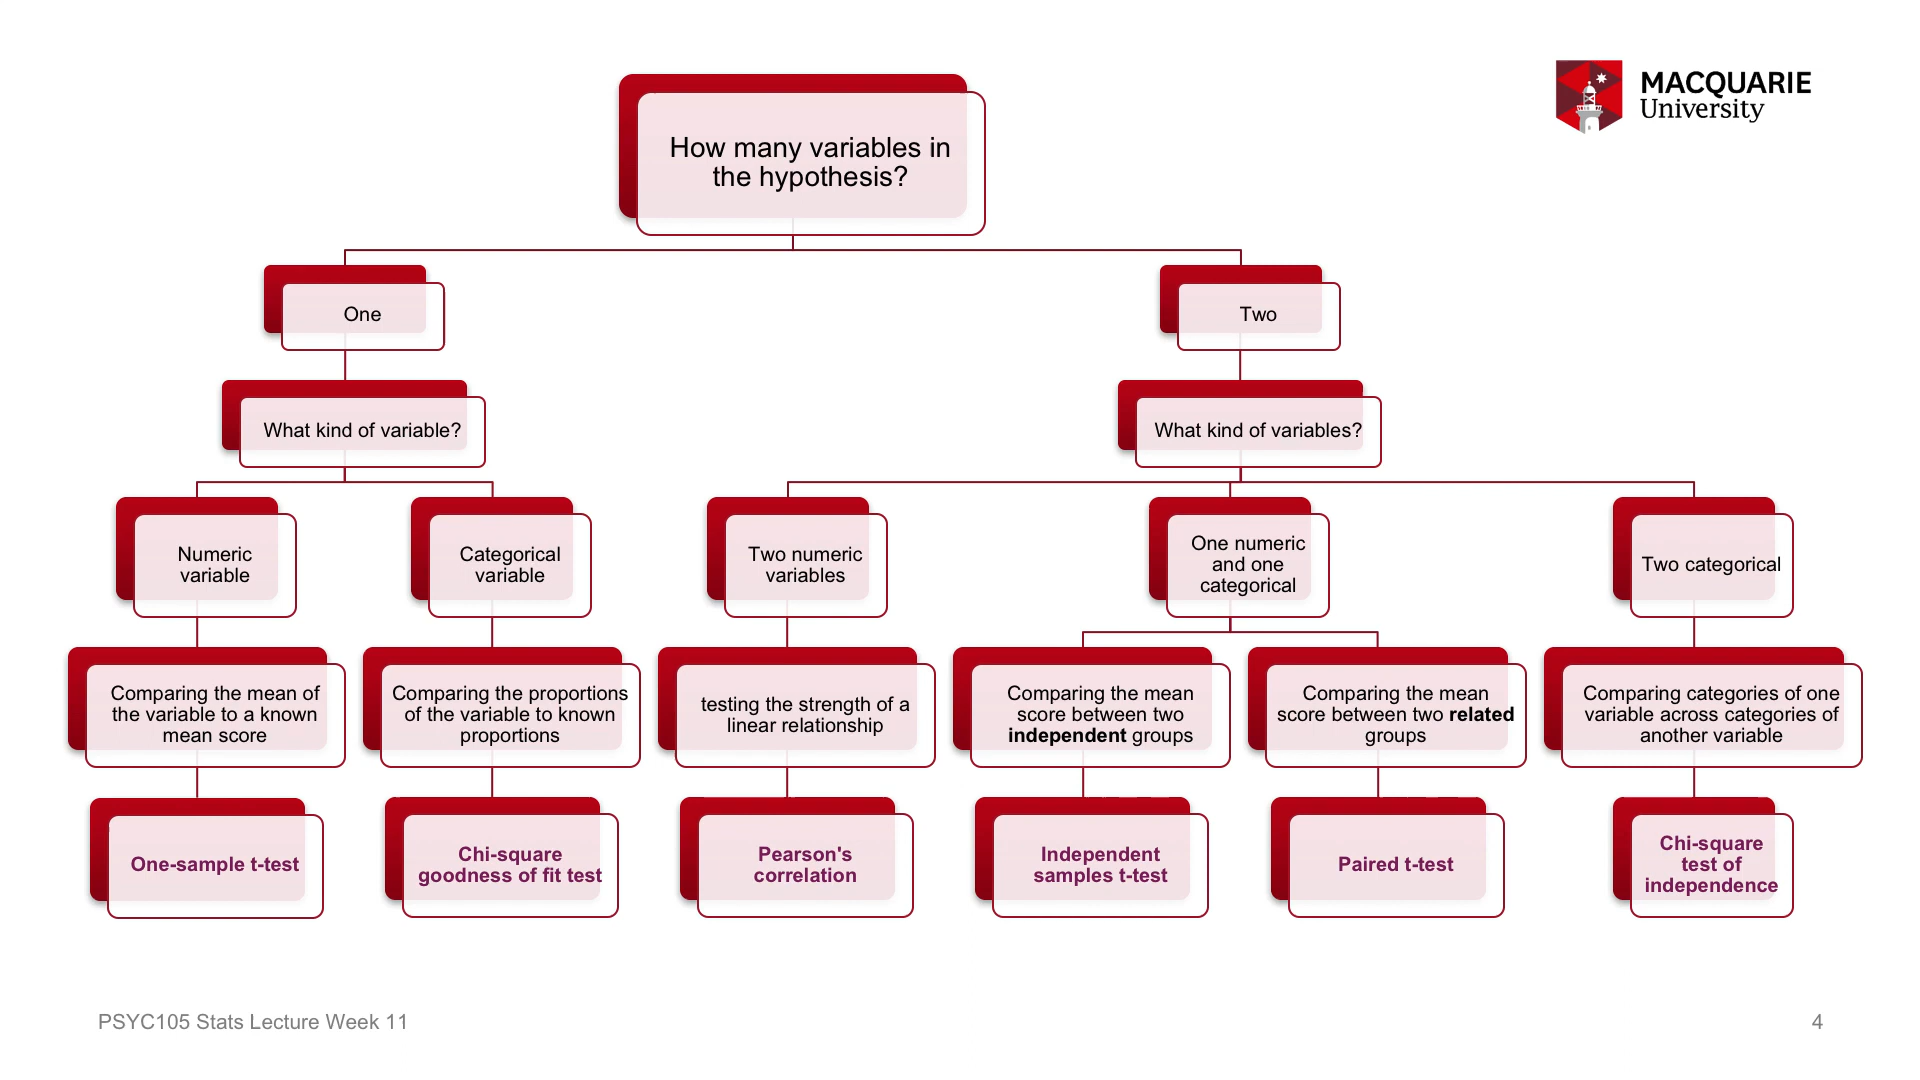 MACQUARIE
University
How many variables in
the hypothesis?
One
Two
What kind of variable?
What kind of variables?
Numeric
variable
Categorical
variable
Two numeric
variables
One numeric
and one
categorical
Two categorical
Comparing the mean of
the variable to a known
mean score
Comparing the proportions
of the variable to known
proportions
testing the strength of a
linear relationship
Comparing the mean
score between two
independent groups
Comparing the mean
score between two related
groups
Comparing categories of one
variable across categories of
another variable
One-sample t-test
Chi-square
goodness of fit test
Pearson's
correlation
Independent
samples t-test
Paired t-test
Chi-square
test of
independence
PSYC105 Stats Lecture Week 11
4